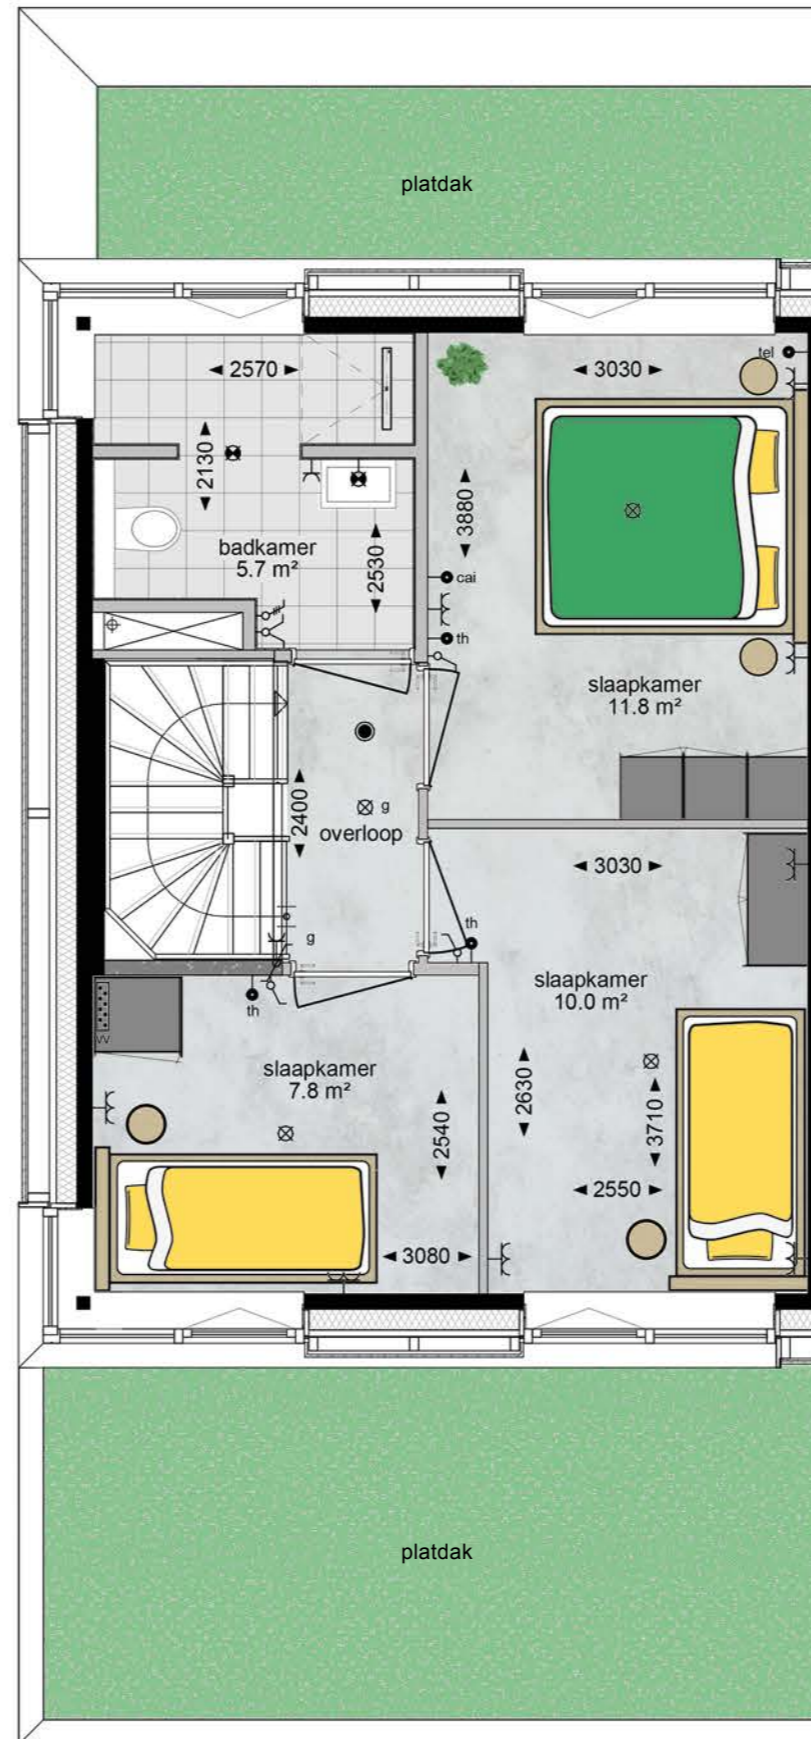 platdak
2570
3030
tel
2130
3880
badkamer
5.7 m²
2530
cai
th
slaapkamer
11.8 m²
2400
g
overloop
3030
g
th
slaapkamer
10.0 m²
th
slaapkamer
7.8 m²
2540
2630
3710
2550
3080
platdak